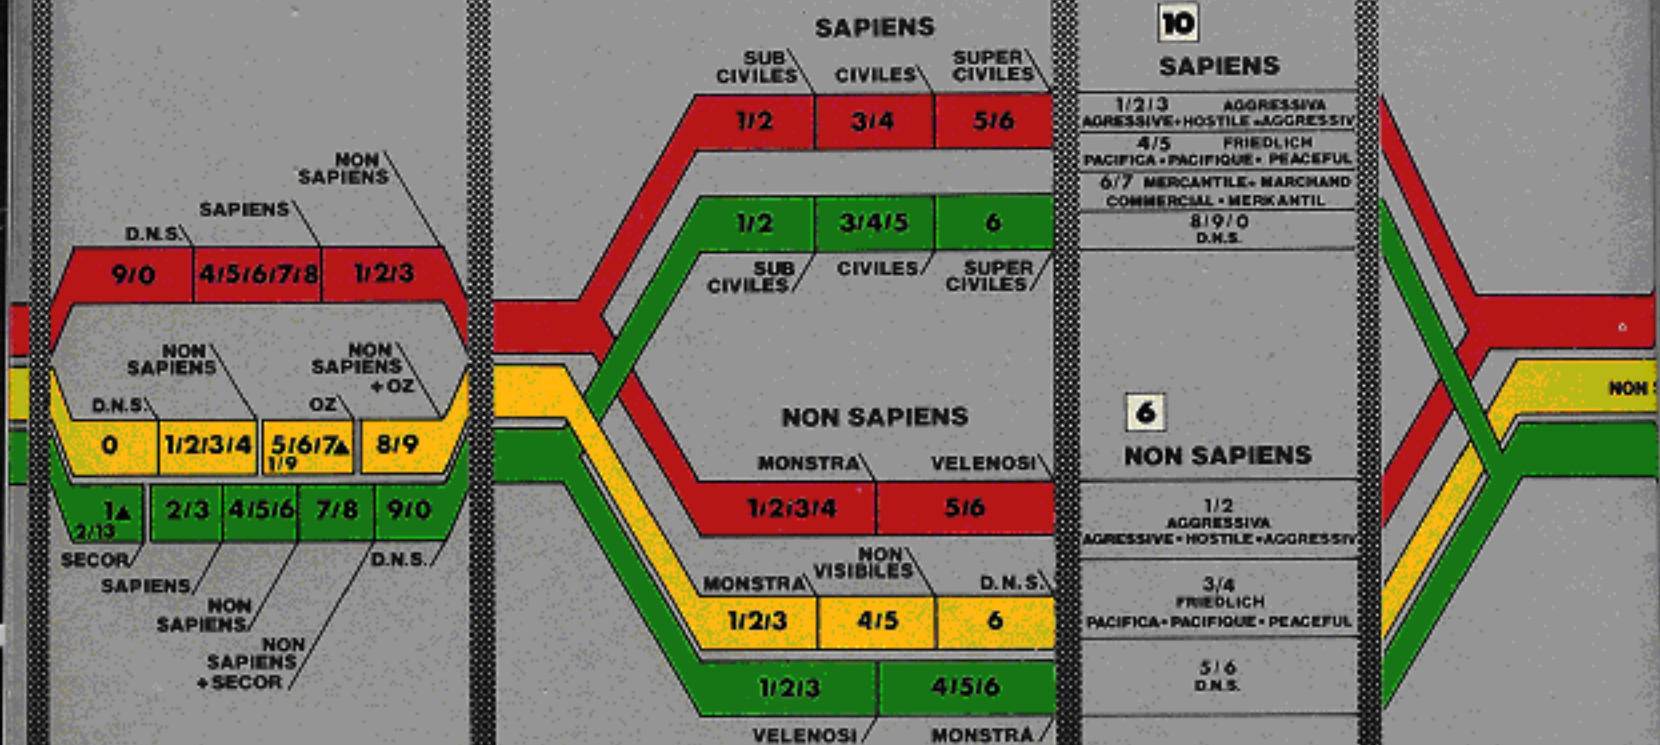 NON
SAPIENS
SAPIENS
D.N.S.
9/0
4/5/6/7/8
1/2/3
NON
SAPIENS
NON
SAPIENS
+ OZ
D.N.S.
OZ
0
1/2/3/4
5/6/7▲
1/9
8/9
1▲
2/13
2/3
4/5/6
7/8
9/0
SECOR
D.N.S.
SAPIENS
NON
SAPIENS
NON
SAPIENS
+ SECOR
SAPIENS
SUB
CIVILES
CIVILES
SUPER
CIVILES
1/2
3/4
5/6
1/2
3/4/5
6
SUB
CIVILES
CIVILES
SUPER
CIVILES
NON SAPIENS
MONSTRA
VELENOSI
1/2/3/4
5/6
MONSTRA
NON
VISIBILES
D.N.S.
1/2/3
4/5
6
1/2/3
4/5/6
VELENOSI
MONSTRA
10
SAPIENS
1/2/3 AGGRESSIVA
AGRESSIVE•HOSTILE•AGGRESSIV
4/5 FRIEDLICH
PACIFICA•PACIFIQUE•PEACEFUL
6/7 MERCANTILE•MARCHAND
COMMERCIAL•MERKANTIL
8/9/0
D.N.S.
6
NON SAPIENS
1/2
AGGRESSIVA
AGRESSIVE•HOSTILE•AGGRESSIV
3/4
FRIEDLICH
PACIFICA•PACIFIQUE•PEACEFUL
5/6
D.N.S.
NON